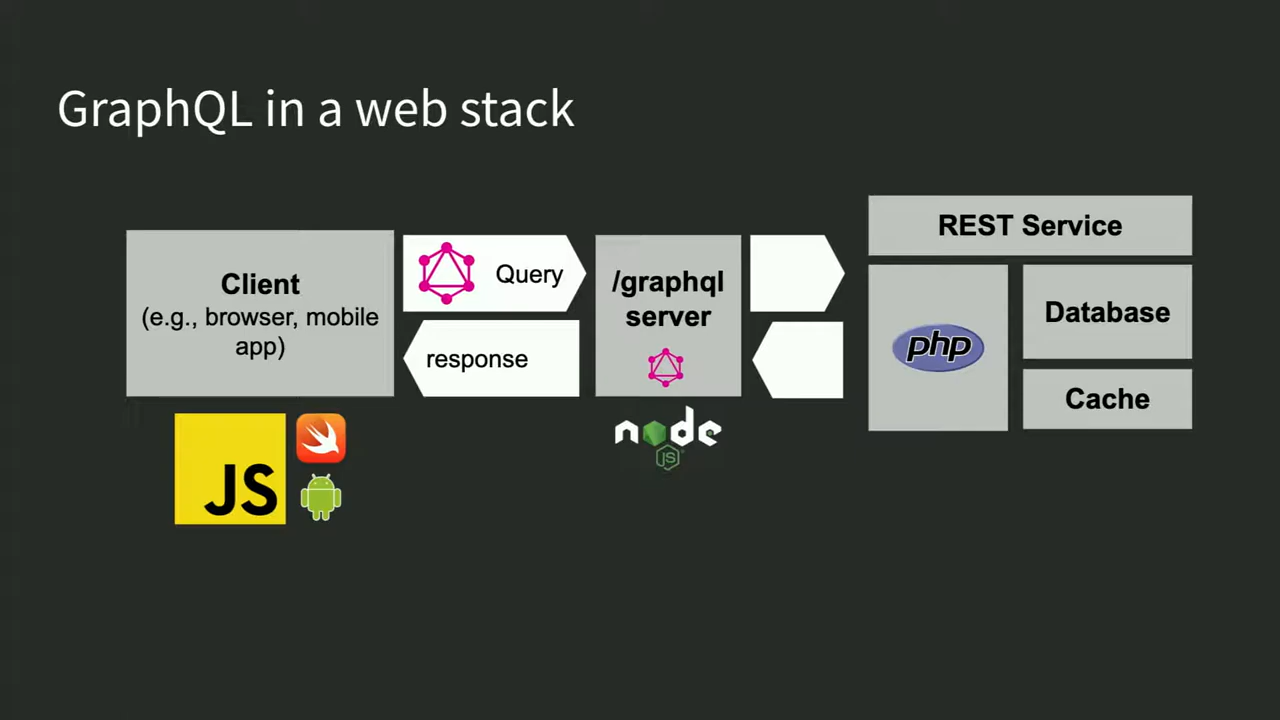 GraphQL in a web stack
Client
(e.g., browser, mobile
app)
Query
response
/graphql
server
REST Service
php
Database
Cache
JS
node
JS